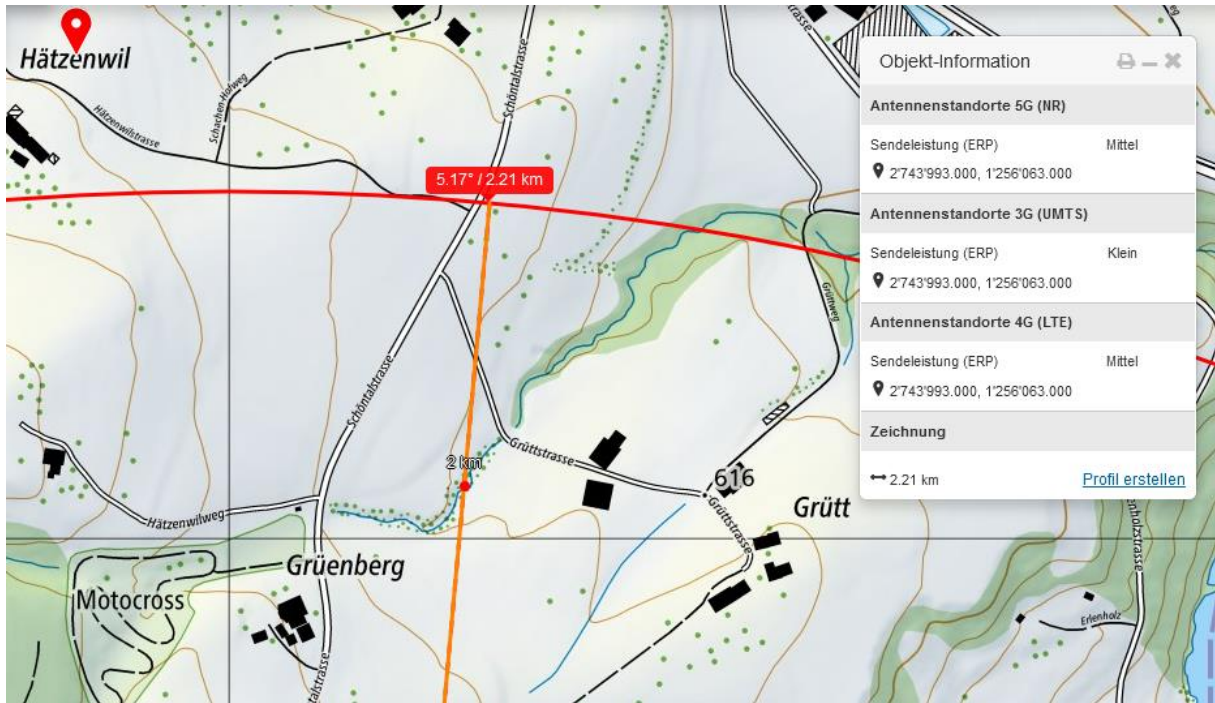 Hätzenwil
Hätzenwilstrasse
Schachen-Hofweg
Schöntalstrasse
5.17° / 2.21 km
Grüttweg
Schöntalstrasse
2 km
Grüttstrasse
616
Grütt
Grüttstrasse
Hätzenwilweg
Grüenberg
Motocross
Erlenholz
Objekt-Information
Antennenstandorte 5G (NR)
Sendeleistung (ERP) Mittel
2'743'993.000, 1'256'063.000
Antennenstandorte 3G (UMTS)
Sendeleistung (ERP) Klein
2'743'993.000, 1'256'063.000
Antennenstandorte 4G (LTE)
Sendeleistung (ERP) Mittel
2'743'993.000, 1'256'063.000
Zeichnung
2.21 km Profil erstellen